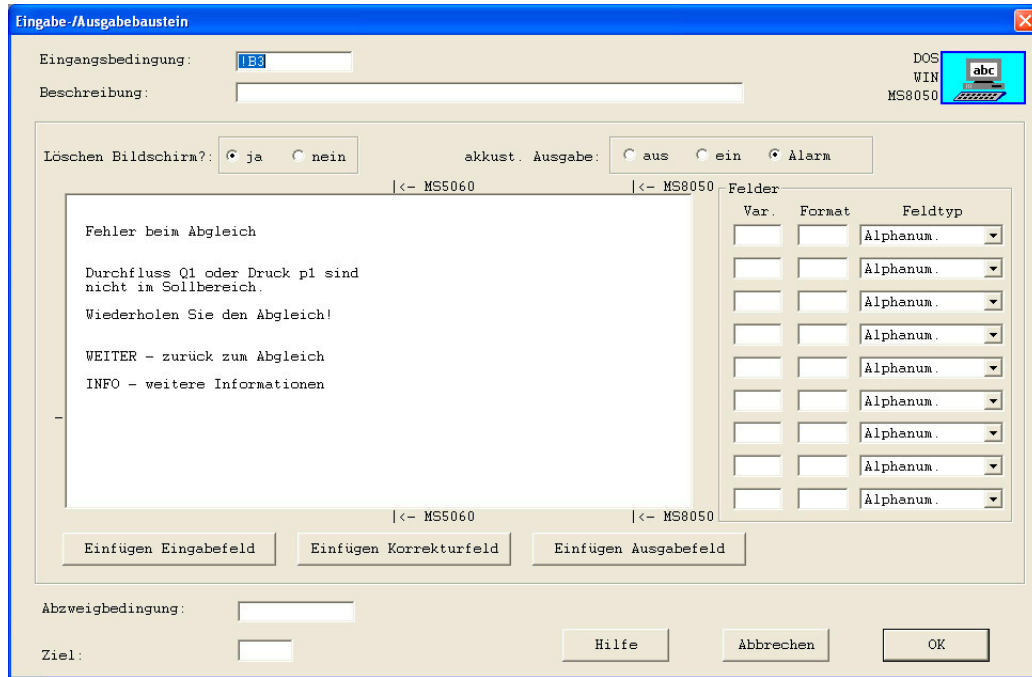 Eingabe-/Ausgabebaustein
Eingangsbedingung: !B3
Beschreibung:
DOS
WIN
MS8050
abc
Löschen Bildschirm?: ja nein akkust. Ausgabe: aus ein Alarm
|<- MS5060 |<- MS8050
Felder
Var. Format Feldtyp
Fehler beim Abgleich
Durchfluss Q1 oder Druck p1 sind
nicht im Sollbereich.
Wiederholen Sie den Abgleich!
WEITER - zurück zum Abgleich
INFO - weitere Informationen
Alphanum.
Alphanum.
Alphanum.
Alphanum.
Alphanum.
Alphanum.
Alphanum.
Alphanum.
Alphanum.
|<- MS5060 |<- MS8050
Einfügen Eingabefeld Einfügen Korrekturfeld Einfügen Ausgabefeld
Abzweigbedingung:
Ziel:
Hilfe Abbrechen OK